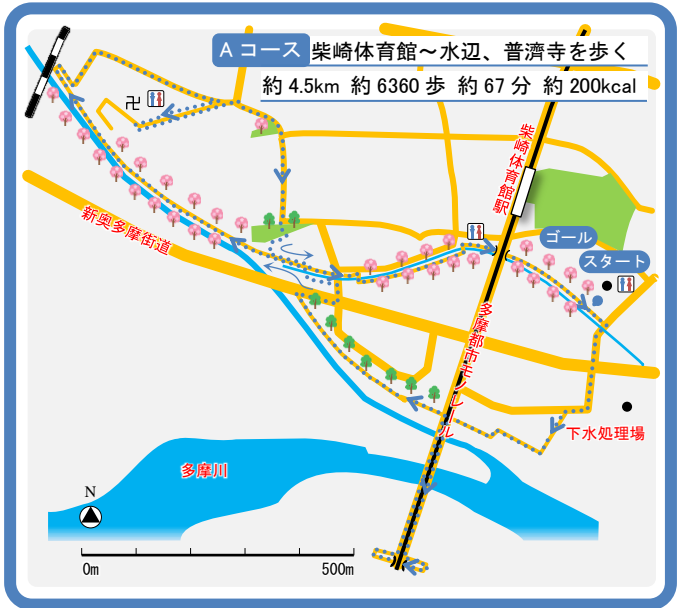 Aコース 柴崎体育館～水辺、普濟寺を歩く
約 4.5km 約 6360 歩 約 67 分 約 200kcal
卍
柴崎体育館駅
新奥多摩街道
ゴール
スタート
多摩都市モノレール
下水処理場
多摩川
N
0m
500m